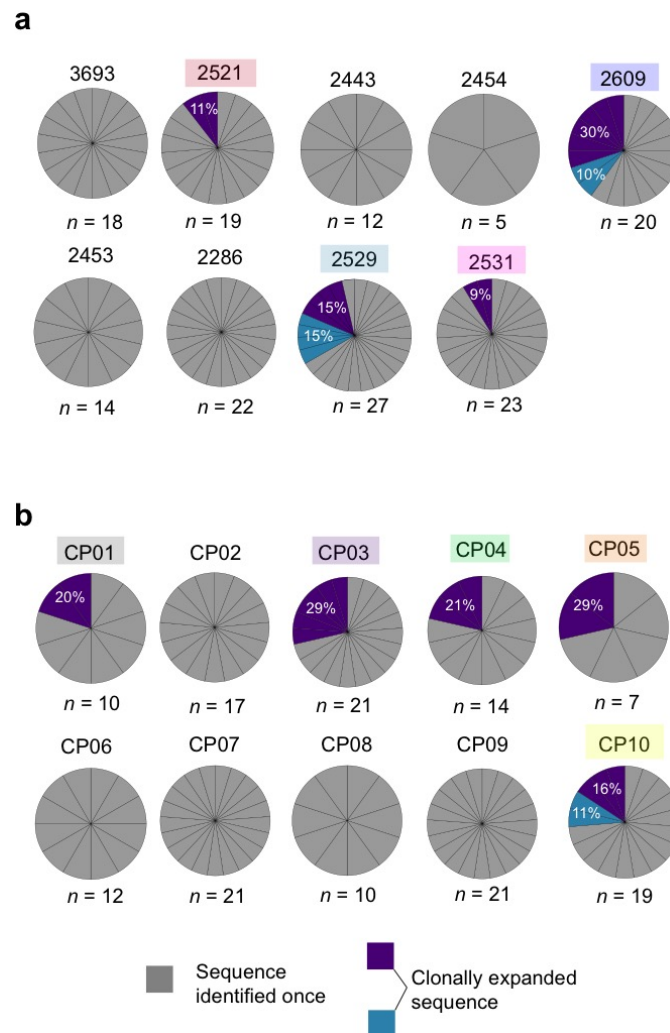 a
3693 2521 2443 2454 2609
11% 30% 10%
n = 18 n = 19 n = 12 n = 5 n = 20
2453 2286 2529 2531
15% 15% 9%
n = 14 n = 22 n = 27 n = 23
b
CP01 CP02 CP03 CP04 CP05
20% 29% 21% 29%
n = 10 n = 17 n = 21 n = 14 n = 7
CP06 CP07 CP08 CP09 CP10
16% 11%
n = 12 n = 21 n = 10 n = 21 n = 19
Sequence
identified once
Clonally expanded
sequence